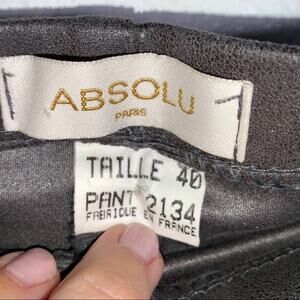 ABSOLU
PARIS
TAILLE 40
PANT 2134
FABRIQUE EN FRANCE